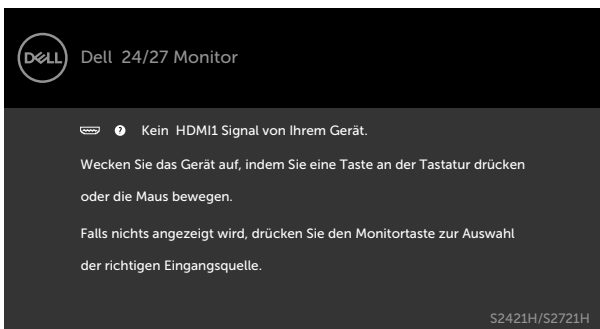 DELL
Dell 24/27 Monitor
Kein HDMI1 Signal von Ihrem Gerät.
Wecken Sie das Gerät auf, indem Sie eine Taste an der Tastatur drücken
oder die Maus bewegen.
Falls nichts angezeigt wird, drücken Sie den Monitortaste zur Auswahl
der richtigen Eingangsquelle.
S2421H/S2721H